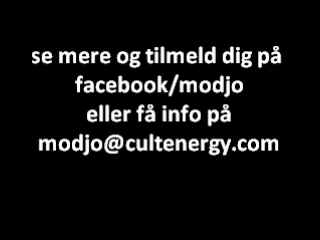 se mere og tilmeld dig på
facebook/modjo
eller få info på
modjo@cultenergy.com